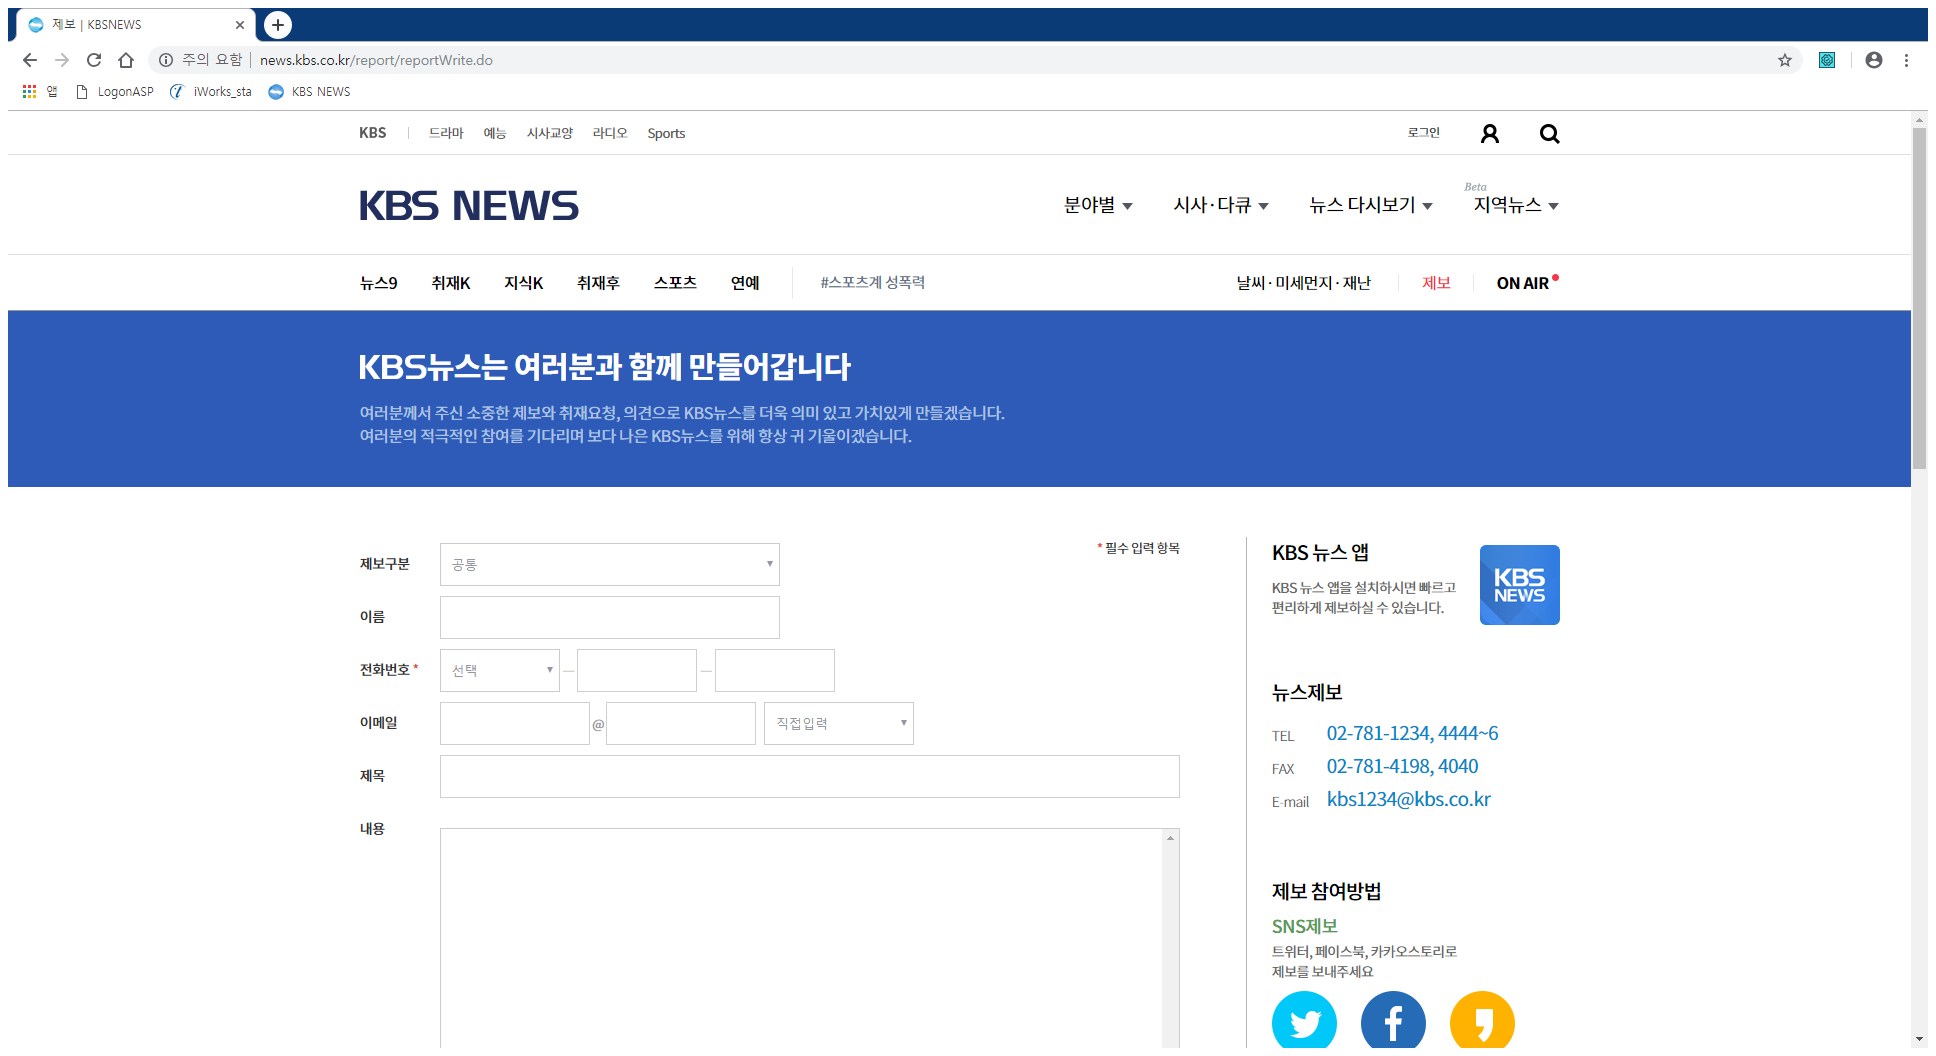 제보 | KBSNEWS
주의 요함 | news.kbs.co.kr/report/reportWrite.do
앱 LogonASP iWorks_sta KBS NEWS
KBS 드라마 예능 시사교양 라디오 Sports 로그인
Beta
KBS NEWS 분야별 시사·다큐 뉴스 다시보기 지역뉴스
뉴스9 취재K 지식K 취재후 스포츠 연예 #스포츠계 성폭력 날씨·미세먼지·재난 제보 ON AIR
KBS뉴스는 여러분과 함께 만들어갑니다
여러분께서 주신 소중한 제보와 취재요청, 의견으로 KBS뉴스를 더욱 의미 있고 가치있게 만들겠습니다.
여러분의 적극적인 참여를 기다리며 보다 나은 KBS뉴스를 위해 항상 귀 기울이겠습니다.
* 필수 입력 항목
제보구분 공통
이름
전화번호 * 선택
이메일 @ 직접입력
제목
내용
KBS 뉴스 앱
KBS 뉴스 앱을 설치하시면 빠르고
편리하게 제보하실 수 있습니다.
KBS
NEWS
뉴스제보
TEL 02-781-1234, 4444~6
FAX 02-781-4198, 4040
E-mail kbs1234@kbs.co.kr
제보 참여방법
SNS제보
트위터, 페이스북, 카카오스토리로
제보를 보내주세요